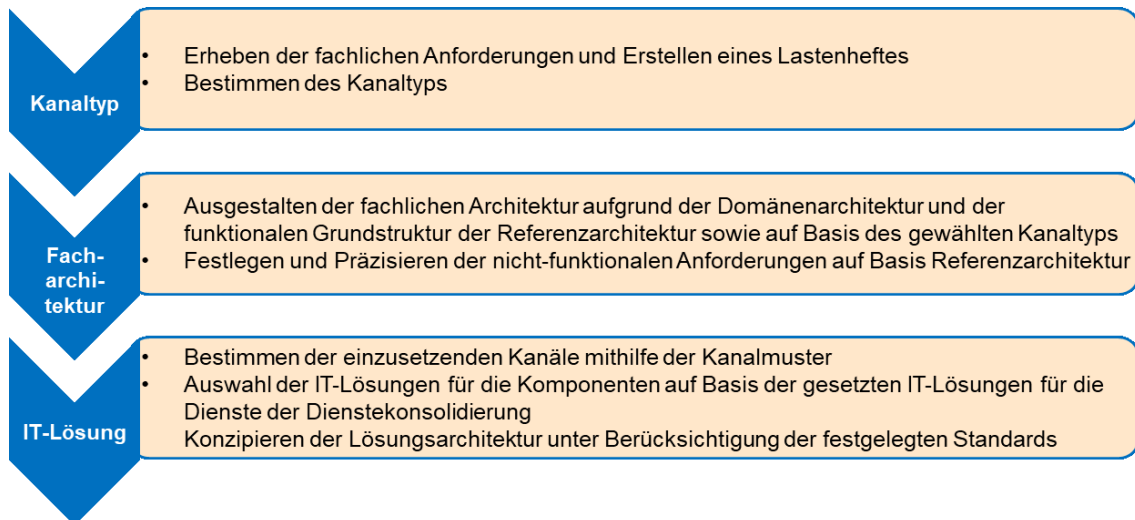 Kanaltyp
• Erheben der fachlichen Anforderungen und Erstellen eines Lastenheftes
• Bestimmen des Kanaltyps
Fach-
archi-
tektur
• Ausgestalten der fachlichen Architektur aufgrund der Domänenarchitektur und der
funktionalen Grundstruktur der Referenzarchitektur sowie auf Basis des gewählten Kanaltyps
• Festlegen und Präzisieren der nicht-funktionalen Anforderungen auf Basis Referenzarchitektur
IT-Lösung
• Bestimmen der einzusetzenden Kanäle mithilfe der Kanalmuster
• Auswahl der IT-Lösungen für die Komponenten auf Basis der gesetzten IT-Lösungen für die
Dienste der Dienstekonsolidierung
Konzipieren der Lösungsarchitektur unter Berücksichtigung der festgelegten Standards